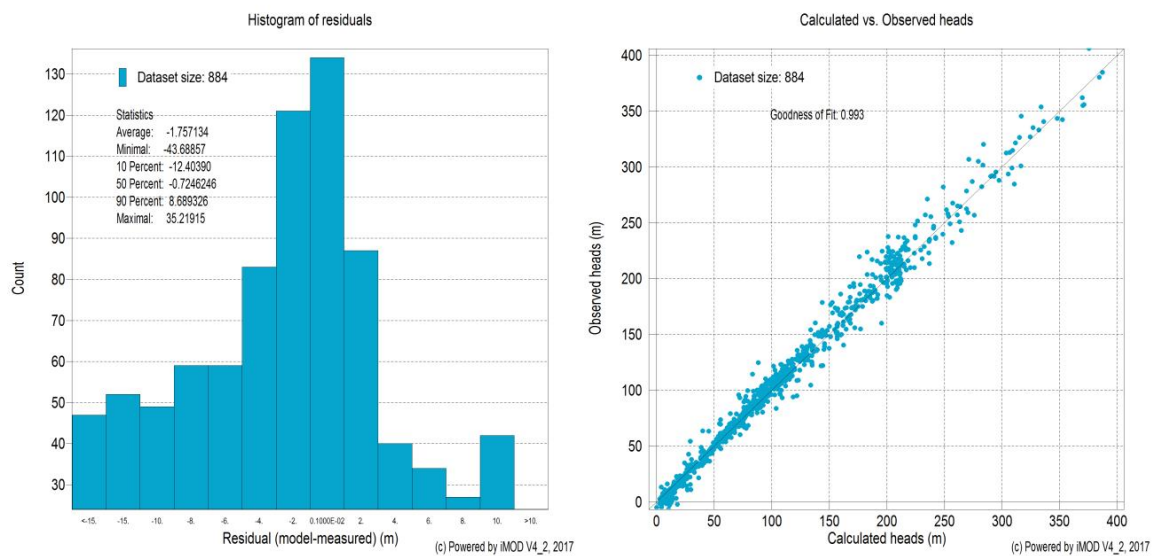 Histogram of residuals
Dataset size: 884
Statistics
Average: -1.757134
Minimal: -43.68857
10 Percent: -12.40390
50 Percent: -0.7246246
90 Percent: 8.689326
Maximal: 35.21915
Count
130
120
110
100
90
80
70
60
50
40
30
<-15. -15. -10. -8. -6. -4. -2. 0.1000E-02 2. 4. 6. 8. 10. >10.
Residual (model-measured) (m)
(c) Powered by iMOD V4_2, 2017
Calculated vs. Observed heads
Dataset size: 884
Goodness of Fit: 0.993
Observed heads (m)
400
350
300
250
200
150
100
50
0
0 50 100 150 200 250 300 350 400
Calculated heads (m)
(c) Powered by iMOD V4_2, 2017